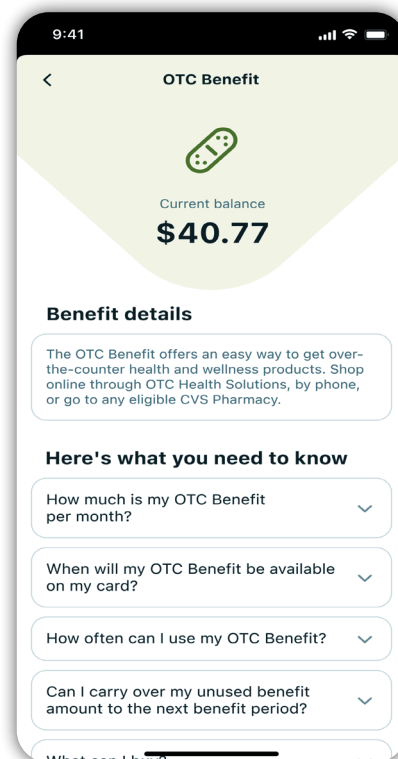 9:41
OTC Benefit
Current balance
$40.77
Benefit details
The OTC Benefit offers an easy way to get over-
the-counter health and wellness products. Shop
online through OTC Health Solutions, by phone,
or go to any eligible CVS Pharmacy.
Here's what you need to know
How much is my OTC Benefit
per month?
When will my OTC Benefit be available
on my card?
How often can I use my OTC Benefit?
Can I carry over my unused benefit
amount to the next benefit period?
What can I buy?